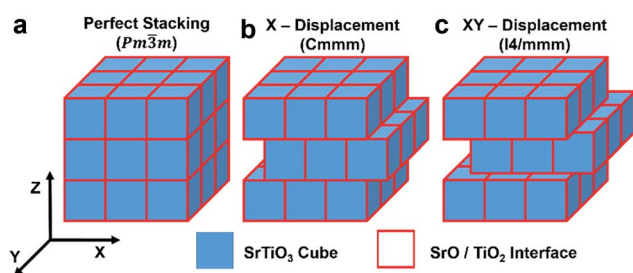 a
Perfect Stacking
(Pm3̅m)
b
X – Displacement
(Cmmm)
c
XY – Displacement
(I4/mmm)
Z
X
Y
SrTiO₃ Cube
SrO / TiO₂ Interface